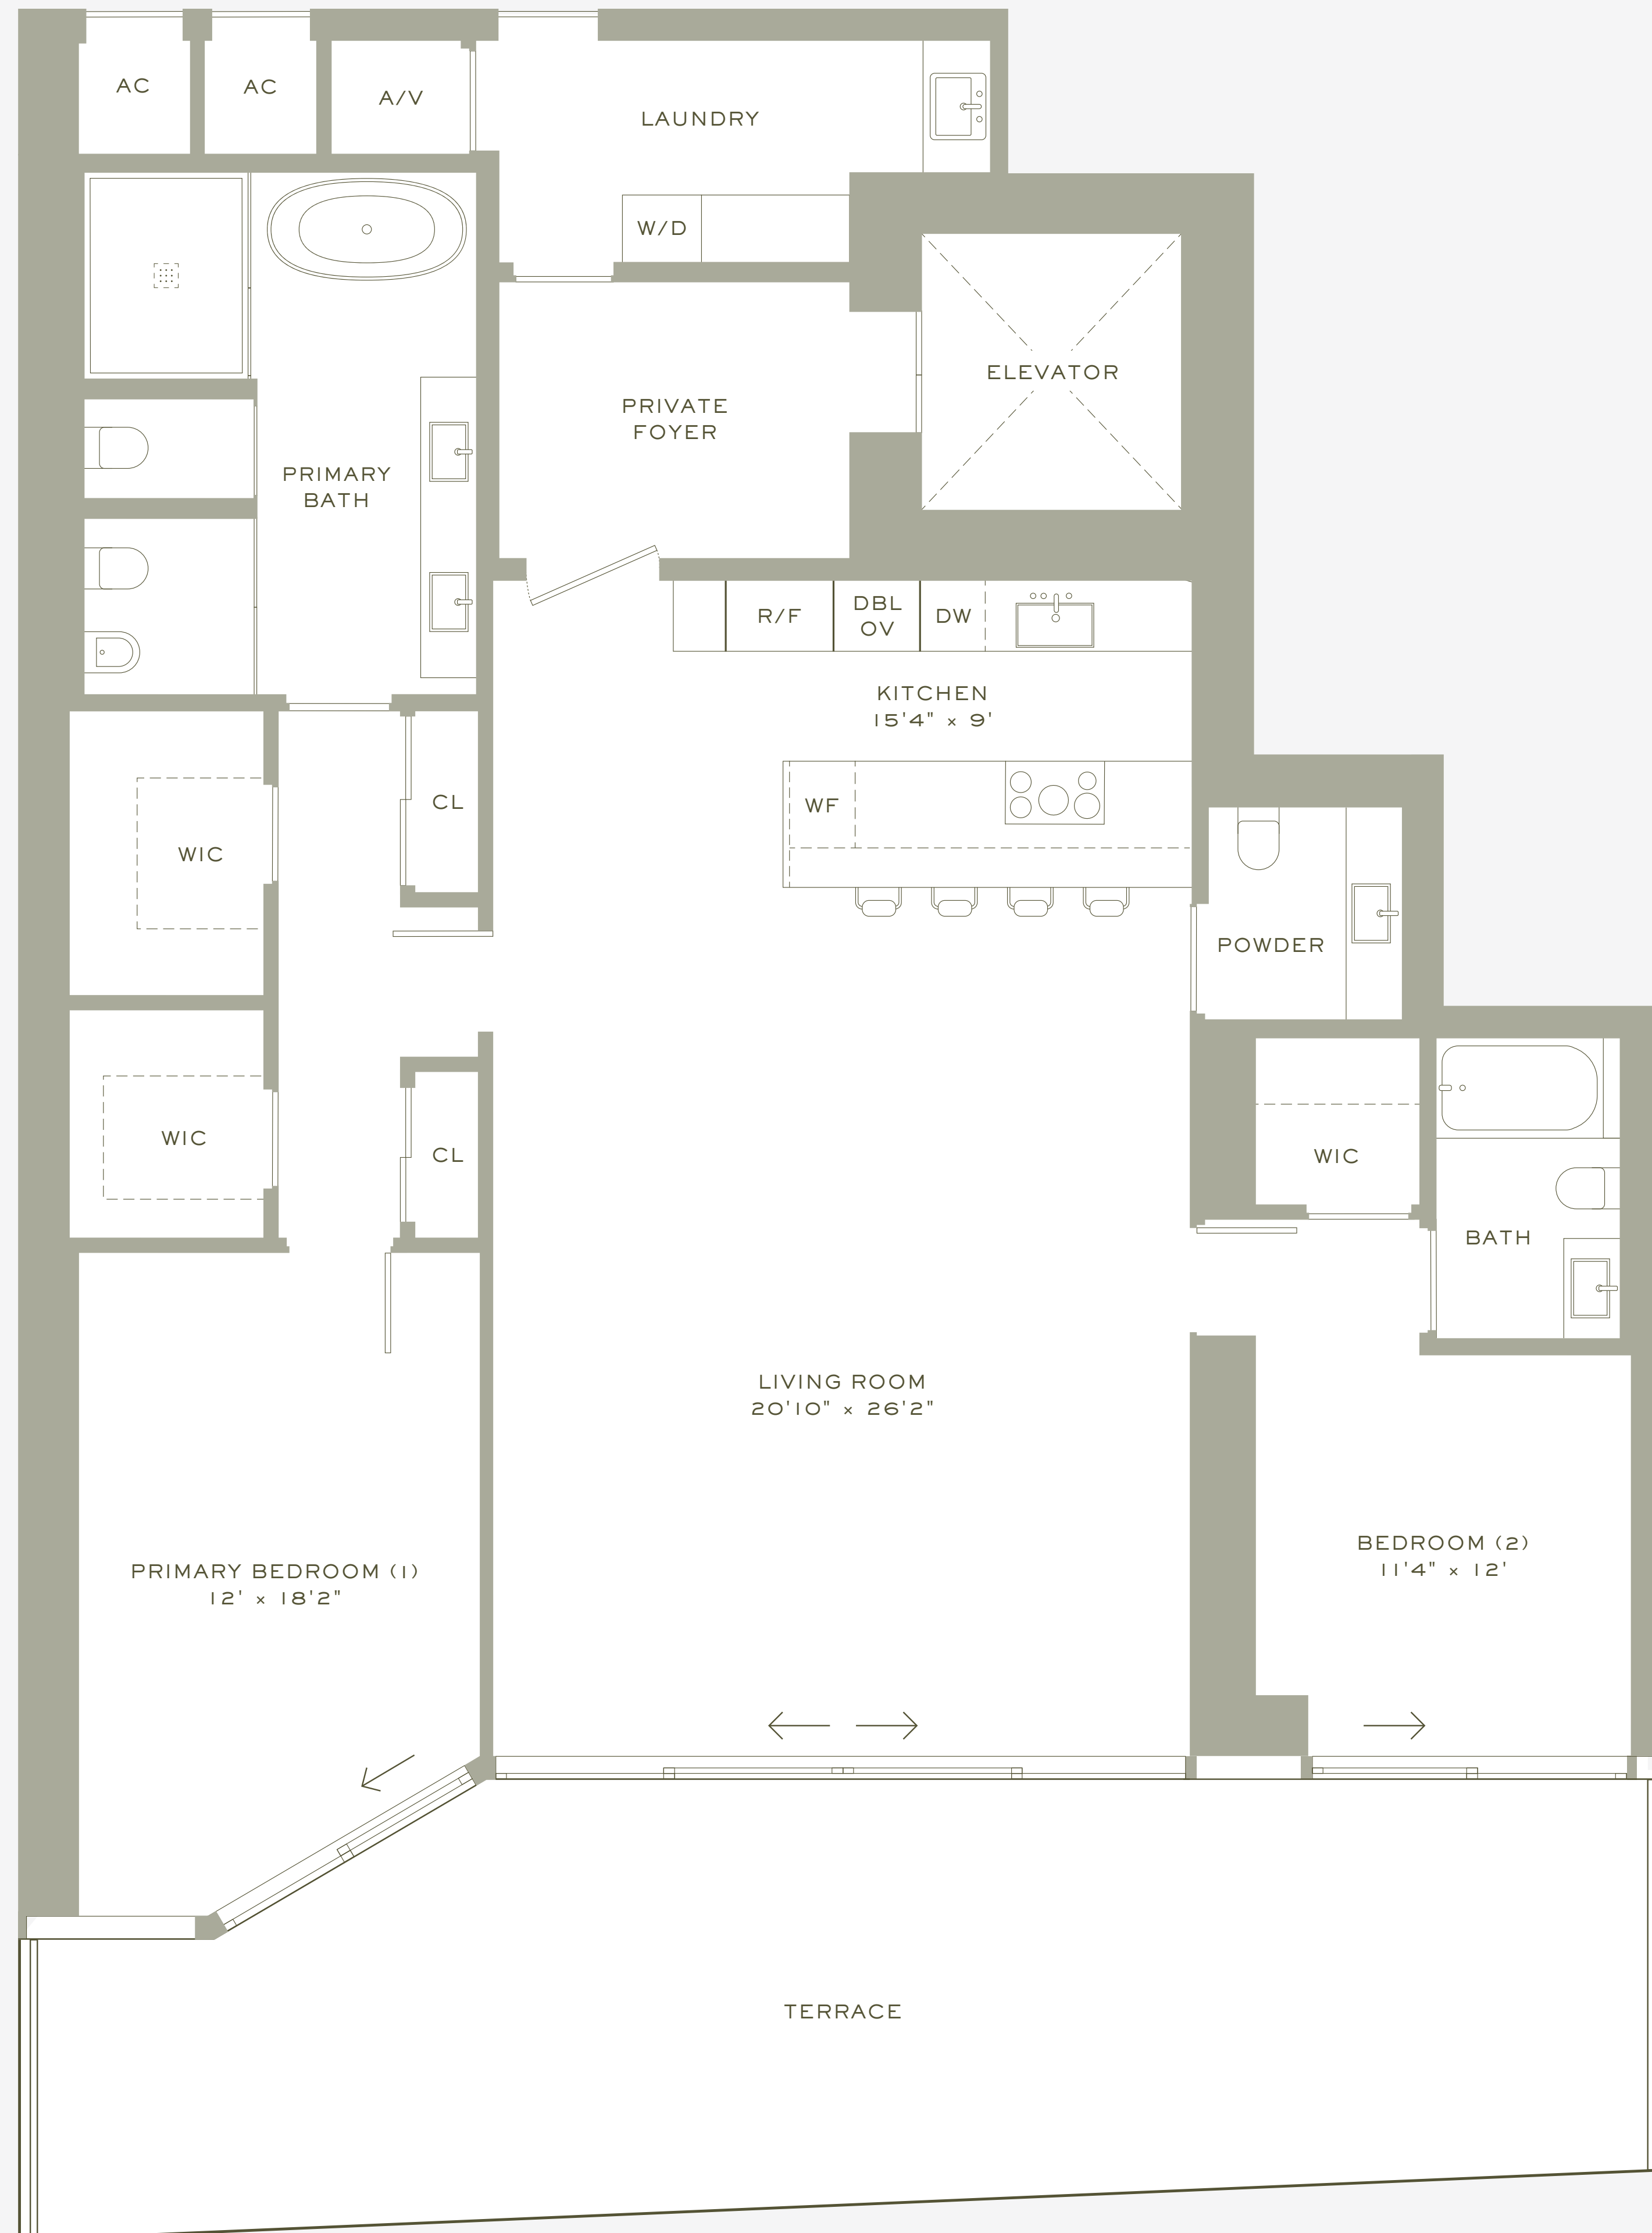 AC
AC
A/V
LAUNDRY
W/D
ELEVATOR
PRIVATE
FOYER
PRIMARY
BATH
R/F
DBL
OV
DW
KITCHEN
15'4" × 9'
CL
WF
WIC
POWDER
WIC
CL
WIC
BATH
LIVING ROOM
20'10" × 26'2"
PRIMARY BEDROOM (1)
12' × 18'2"
BEDROOM (2)
11'4" × 12'
TERRACE